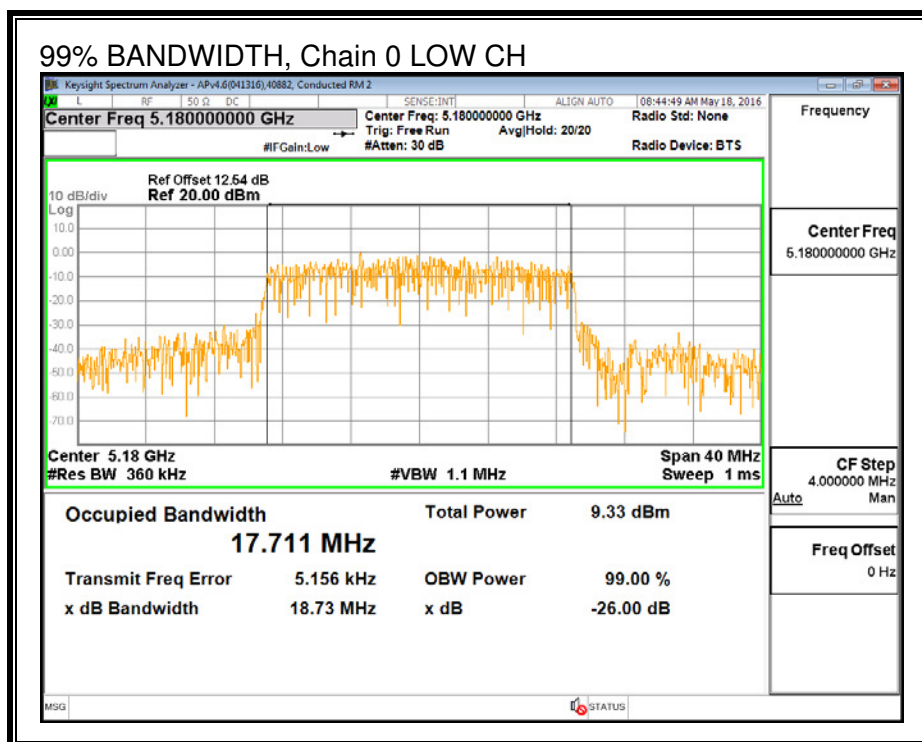 99% BANDWIDTH, Chain 0 LOW CH
Keysight Spectrum Analyzer - APv4.6(041316),40882, Conducted RM 2
LXI L RF 50 Ω DC SENSE:INT ALIGN AUTO 08:44:49 AM May 18, 2016
Center Freq 5.180000000 GHz
Center Freq: 5.180000000 GHz Radio Std: None
Trig: Free Run Avg|Hold: 20/20
#IFGain:Low #Atten: 30 dB Radio Device: BTS
Ref Offset 12.54 dB
10 dB/div Ref 20.00 dBm
Log
10.0
0.00
-10.0
-20.0
-30.0
-40.0
-50.0
-60.0
-70.0
Center 5.18 GHz Span 40 MHz
#Res BW 360 kHz #VBW 1.1 MHz Sweep 1 ms
Occupied Bandwidth Total Power 9.33 dBm
17.711 MHz
Transmit Freq Error 5.156 kHz OBW Power 99.00 %
x dB Bandwidth 18.73 MHz x dB -26.00 dB
MSG STATUS
Frequency
Center Freq
5.180000000 GHz
CF Step
4.000000 MHz
Auto Man
Freq Offset
0 Hz